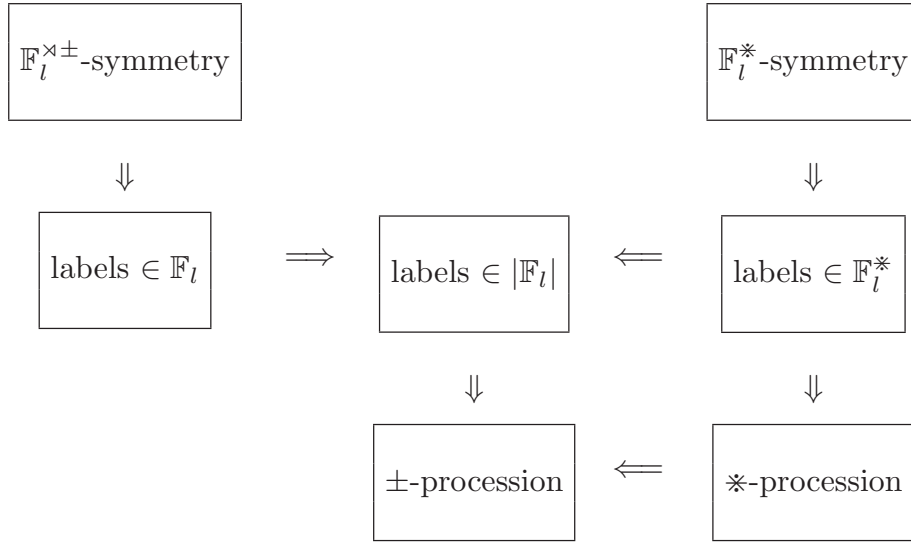 𝔽_l^{⋊±}-symmetry 𝔽_l^⋇-symmetry
⇓ ⇓
labels ∈ 𝔽_l ⟹ labels ∈ |𝔽_l| ⟸ labels ∈ 𝔽_l^⋇
⇓ ⇓
±-procession ⟸ ⋇-procession